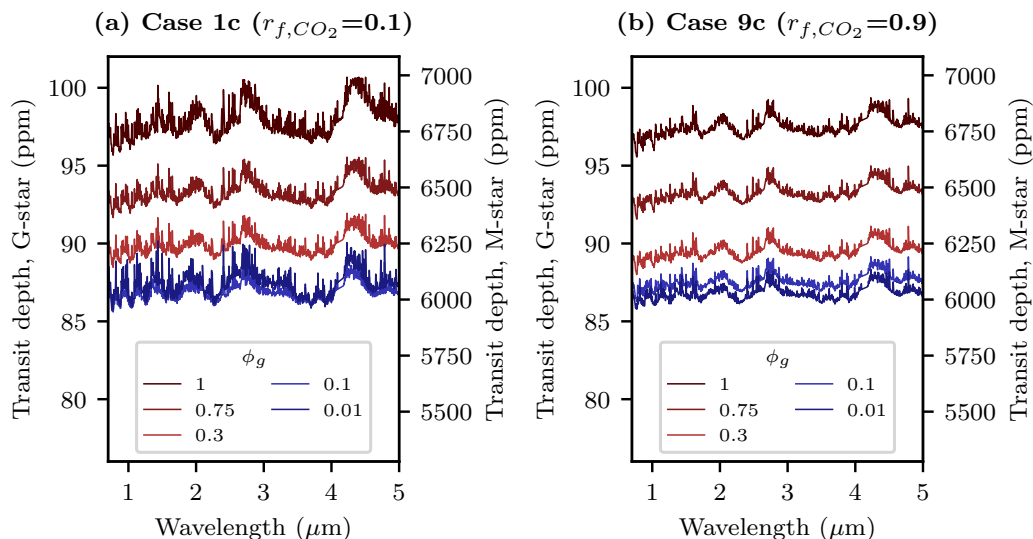 (a) Case 1c (r_{f,CO_2}=0.1)
Transit depth, G-star (ppm)
100
95
90
85
80
7000
6750
6500
6250
6000
5750
5500
Transit depth, M-star (ppm)
ϕ_g
1
0.75
0.3
0.1
0.01
1 2 3 4 5
Wavelength (μm)
(b) Case 9c (r_{f,CO_2}=0.9)
Transit depth, G-star (ppm)
100
95
90
85
80
7000
6750
6500
6250
6000
5750
5500
Transit depth, M-star (ppm)
ϕ_g
1
0.75
0.3
0.1
0.01
1 2 3 4 5
Wavelength (μm)